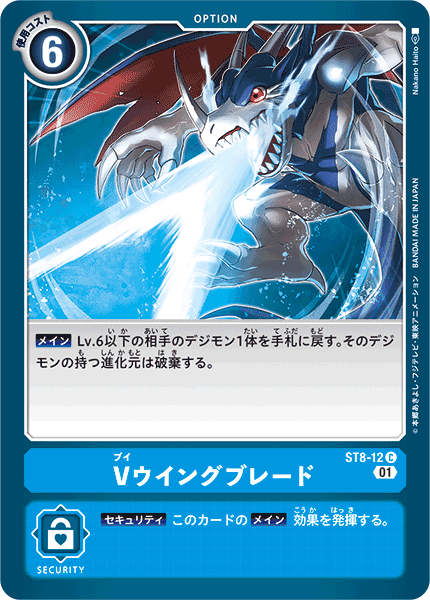 OPTION
使用コスト
6
Nakano Haito
©本郷あきよし・フジテレビ・東映アニメーション BANDAI MADE IN JAPAN
メイン Lv.6以下の相手のデジモン1体を手札に戻す。そのデジ
モンの持つ進化元は破棄する。
ブイ
Vウイングブレード
ST8-12 C
01
セキュリティ このカードの メイン 効果を発揮する。
SECURITY